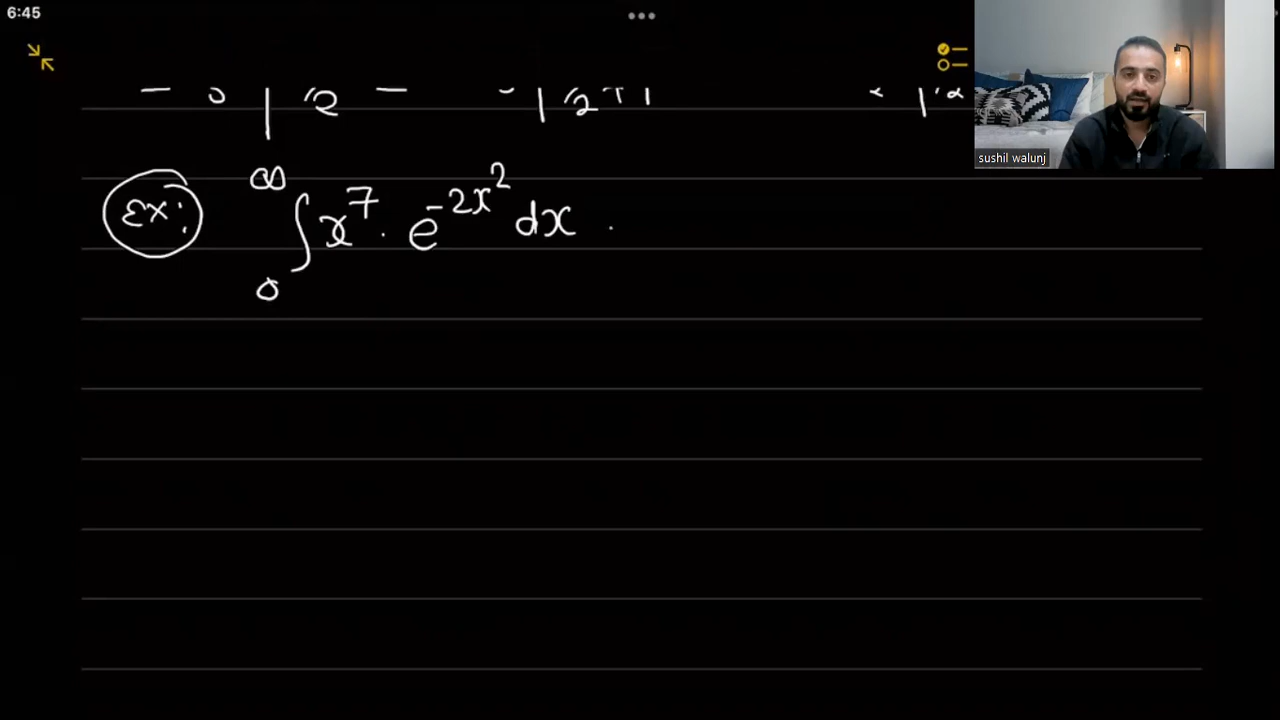 6:45
Ex:
∞
∫ x⁷ · e^{-2x²} dx .
0
sushil walunj